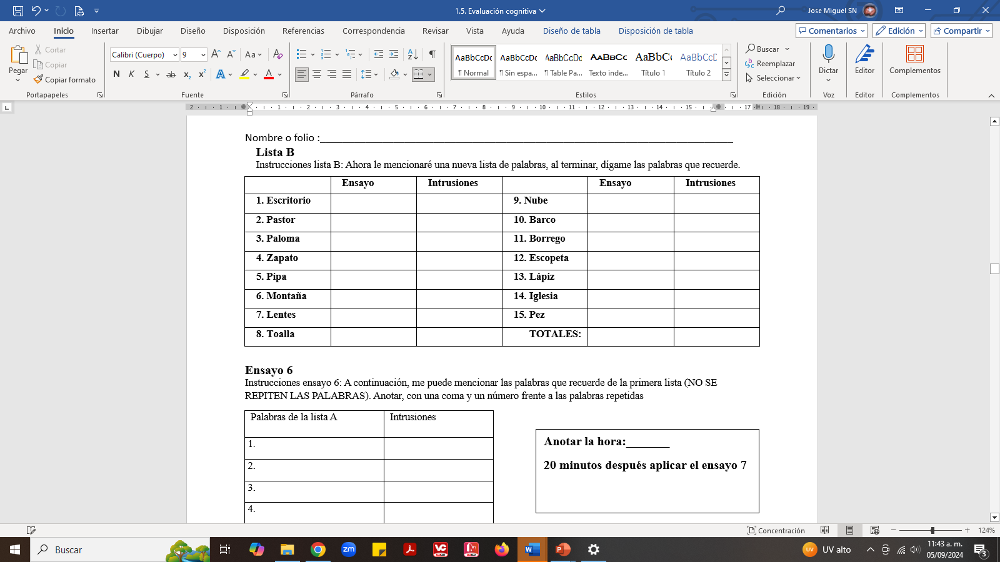 1.5. Evaluación cognitiva
Jose Miguel SN
Archivo Inicio Insertar Dibujar Diseño Disposición Referencias Correspondencia Revisar Vista Ayuda Diseño de tabla Disposición de tabla
Comentarios Edición Compartir
Pegar
Cortar
Copiar
Copiar formato
Portapapeles
Calibri (Cuerpo) 9
N K S ab x₂ x²
Fuente
Párrafo
AaBbCcDc AaBbCcDc AaBbCcDc AaBbCc AaBbCc AaBbCcD
¶ Normal ¶ Sin espa... ¶ Table Pa... Texto inde... Título 1 Título 2
Estilos
Buscar
Reemplazar
Seleccionar
Edición
Dictar
Voz
Editor
Editor
Complementos
Complementos
2 1 1 2 3 4 5 6 7 8 9 10 11 12 13 14 15 17 18 19
Nombre o folio :
Lista B
Instrucciones lista B: Ahora le mencionaré una nueva lista de palabras, al terminar, dígame las palabras que recuerde.
Ensayo Intrusiones Ensayo Intrusiones
1. Escritorio 9. Nube
2. Pastor 10. Barco
3. Paloma 11. Borrego
4. Zapato 12. Escopeta
5. Pipa 13. Lápiz
6. Montaña 14. Iglesia
7. Lentes 15. Pez
8. Toalla TOTALES:
Ensayo 6
Instrucciones ensayo 6: A continuación, me puede mencionar las palabras que recuerde de la primera lista (NO SE
REPITEN LAS PALABRAS). Anotar, con una coma y un número frente a las palabras repetidas
Palabras de la lista A Intrusiones
1.
2.
3.
4.
Anotar la hora:_______
20 minutos después aplicar el ensayo 7
Concentración
124%
Buscar
UV alto
11:43 a. m.
05/09/2024
3